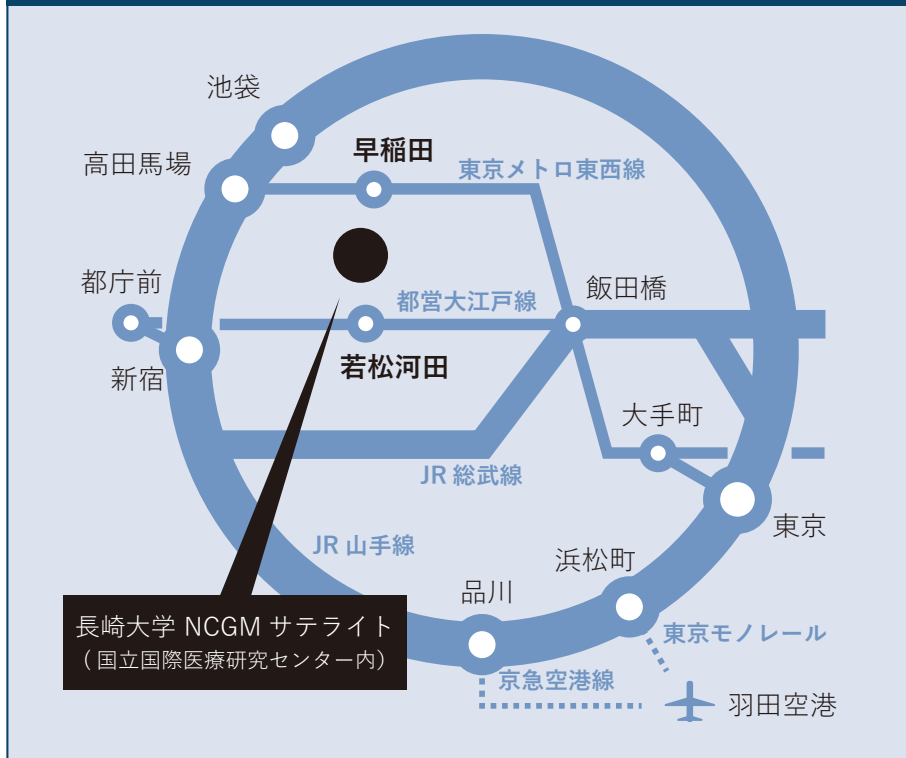 池袋
早稲田
高田馬場
東京メトロ東西線
都庁前
飯田橋
都営大江戸線
若松河田
新宿
大手町
JR 総武線
東京
JR 山手線
浜松町
品川
長崎大学 NCGM サテライト
（国立国際医療研究センター内）
東京モノレール
京急空港線
羽田空港